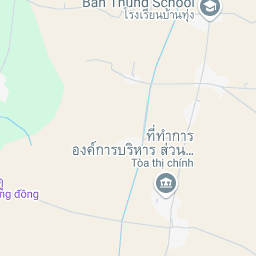 Ban Thung School
โรงเรียนบ้านทุ่ง
ที่ทำการ
องค์การบริหาร ส่วน...
Tòa thị chính
ng đồng